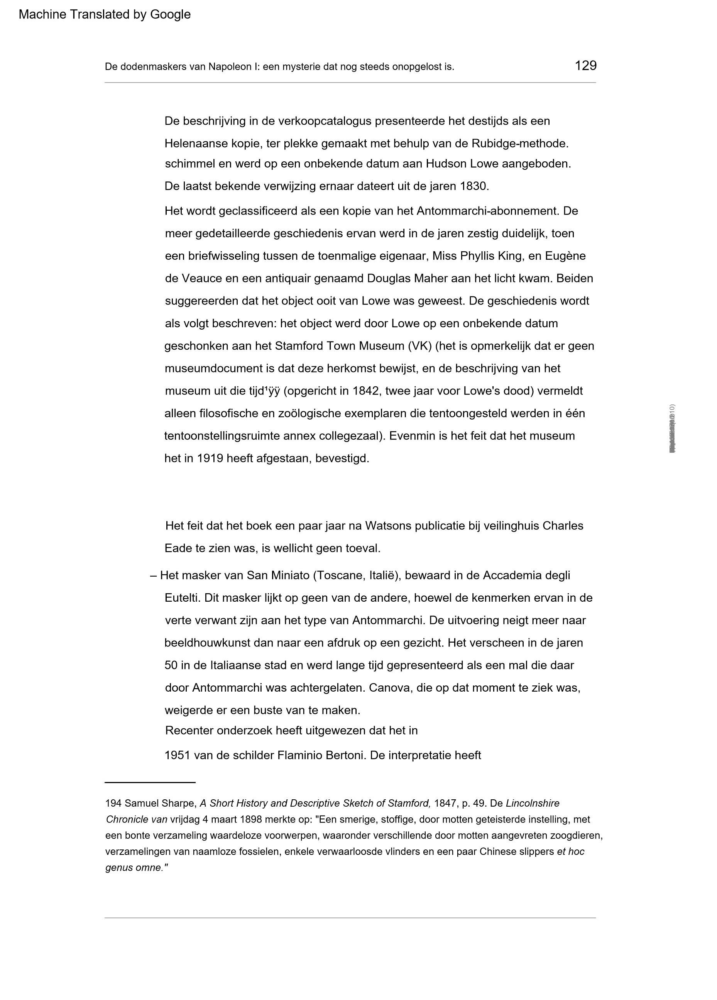 Machine Translated by Google
De dodenmaskers van Napoleon I: een mysterie dat nog steeds onopgelost is. 129
De beschrijving in de verkoopcatalogus presenteerde het destijds als een
Helenaanse kopie, ter plekke gemaakt met behulp van de Rubidge-methode.
schimmel en werd op een onbekende datum aan Hudson Lowe aangeboden.
De laatst bekende verwijzing ernaar dateert uit de jaren 1830.
Het wordt geclassificeerd als een kopie van het Antommarchi-abonnement. De
meer gedetailleerde geschiedenis ervan werd in de jaren zestig duidelijk, toen
een briefwisseling tussen de toenmalige eigenaar, Miss Phyllis King, en Eugène
de Veauce en een antiquair genaamd Douglas Maher aan het licht kwam. Beiden
suggereerden dat het object ooit van Lowe was geweest. De geschiedenis wordt
als volgt beschreven: het object werd door Lowe op een onbekende datum
geschonken aan het Stamford Town Museum (VK) (het is opmerkelijk dat er geen
museumdocument is dat deze herkomst bewijst, en de beschrijving van het
museum uit die tijd¹ÿÿ (opgericht in 1842, twee jaar voor Lowe's dood) vermeldt
alleen filosofische en zoölogische exemplaren die tentoongesteld werden in één
tentoonstellingsruimte annex collegezaal). Evenmin is het feit dat het museum
het in 1919 heeft afgestaan, bevestigd.
Het feit dat het boek een paar jaar na Watsons publicatie bij veilinghuis Charles
Eade te zien was, is wellicht geen toeval.
– Het masker van San Miniato (Toscane, Italië), bewaard in de Accademia degli
Eutelti. Dit masker lijkt op geen van de andere, hoewel de kenmerken ervan in de
verte verwant zijn aan het type van Antommarchi. De uitvoering neigt meer naar
beeldhouwkunst dan naar een afdruk op een gezicht. Het verscheen in de jaren
50 in de Italiaanse stad en werd lange tijd gepresenteerd als een mal die daar
door Antommarchi was achtergelaten. Canova, die op dat moment te ziek was,
weigerde er een buste van te maken.
Recenter onderzoek heeft uitgewezen dat het in
1951 van de schilder Flaminio Bertoni. De interpretatie heeft
194 Samuel Sharpe, A Short History and Descriptive Sketch of Stamford, 1847, p. 49. De Lincolnshire
Chronicle van vrijdag 4 maart 1898 merkte op: "Een smerige, stoffige, door motten geteisterde instelling, met
een bonte verzameling waardeloze voorwerpen, waaronder verschillende door motten aangevreten zoogdieren,
verzamelingen van naamloze fossielen, enkele verwaarloosde vlinders en een paar Chinese slippers et hoc
genus omne."